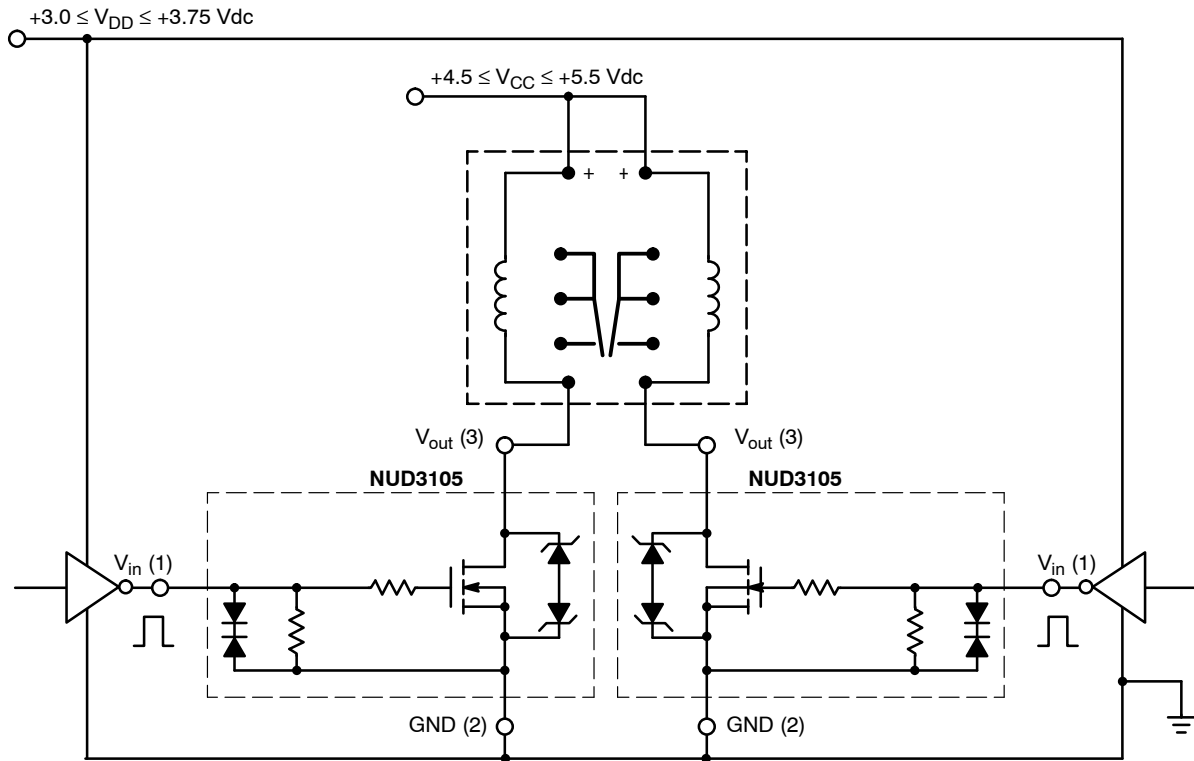 +3.0 ≤ VDD ≤ +3.75 Vdc
+4.5 ≤ VCC ≤ +5.5 Vdc
+ +
Vout (3) Vout (3)
NUD3105 NUD3105
Vin (1) Vin (1)
GND (2) GND (2)